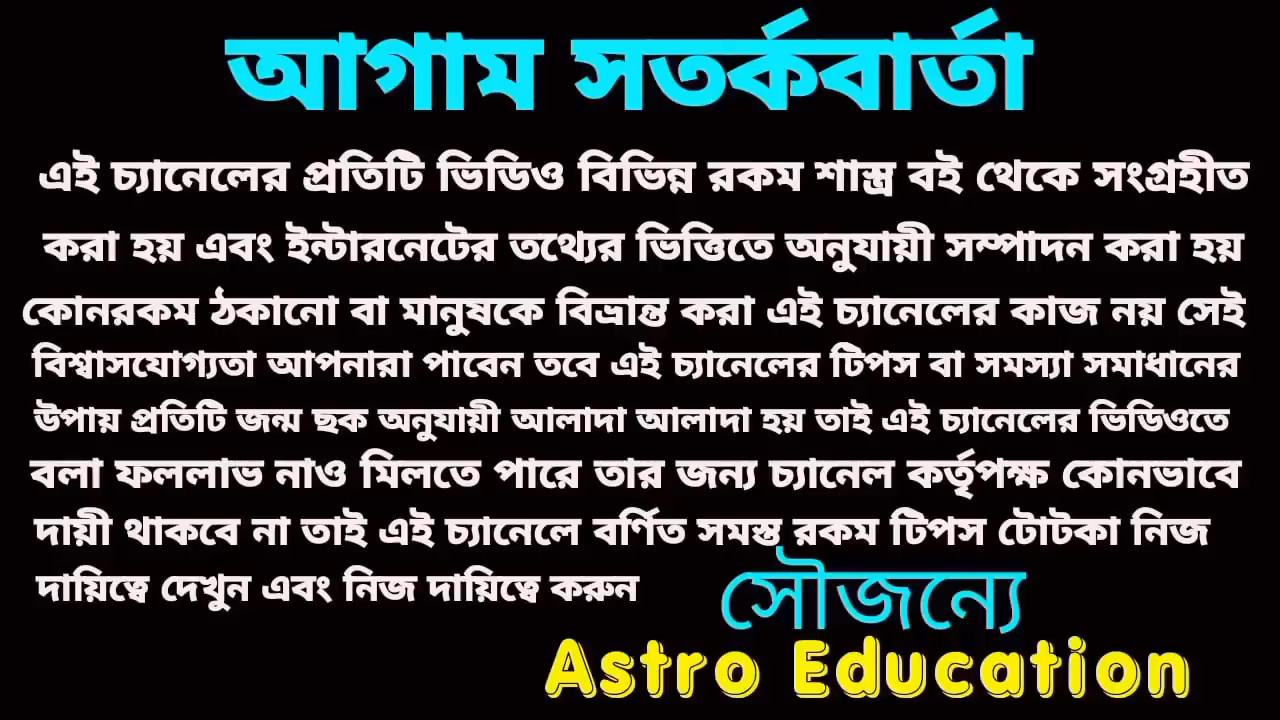 আগাম সতর্কবার্তা
এই চ্যানেলের প্রতিটি ভিডিও বিভিন্ন রকম শাস্ত্র বই থেকে সংগ্রহীত
করা হয় এবং ইন্টারনেটের তথ্যের ভিত্তিতে অনুযায়ী সম্পাদন করা হয়
কোনরকম ঠকানো বা মানুষকে বিভ্রান্ত করা এই চ্যানেলের কাজ নয় সেই
বিশ্বাসযোগ্যতা আপনারা পাবেন তবে এই চ্যানেলের টিপস বা সমস্যা সমাধানের
উপায় প্রতিটি জন্ম ছক অনুযায়ী আলাদা আলাদা হয় তাই এই চ্যানেলের ভিডিওতে
বলা ফললাভ নাও মিলতে পারে তার জন্য চ্যানেল কর্তৃপক্ষ কোনভাবে
দায়ী থাকবে না তাই এই চ্যানেলে বর্ণিত সমস্ত রকম টিপস টোটকা নিজ
দায়িত্বে দেখুন এবং নিজ দায়িত্বে করুন
সৌজন্যে
Astro Education